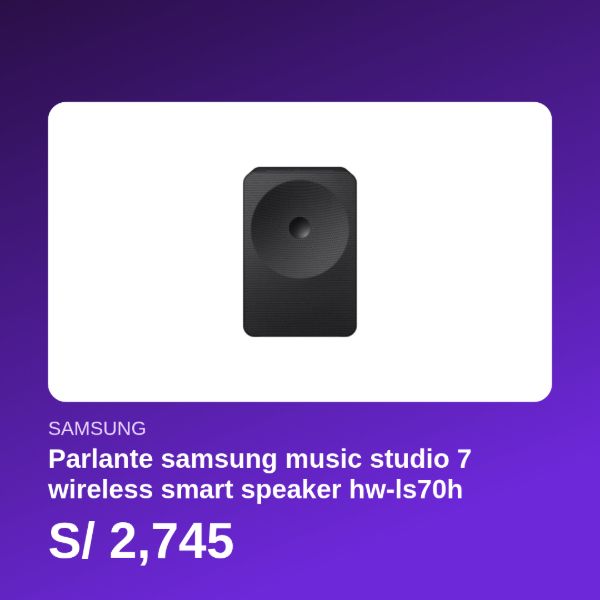 SAMSUNG
Parlante samsung music studio 7
wireless smart speaker hw-ls70h
S/ 2,745